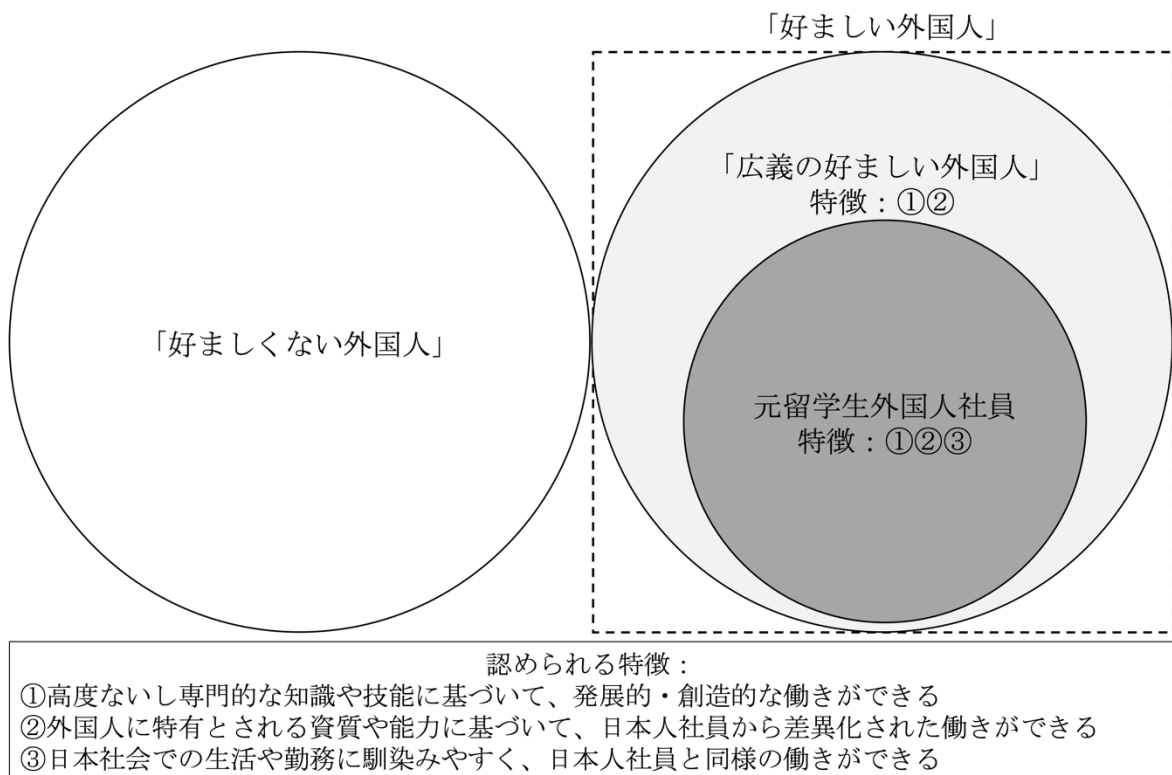 「好ましい外国人」
「広義の好ましい外国人」
特徴：①②
「好ましくない外国人」
元留学生外国人社員
特徴：①②③
認められる特徴：
①高度ないし専門的な知識や技能に基づいて、発展的・創造的な働きができる
②外国人に特有とされる資質や能力に基づいて、日本人社員から差異化された働きができる
③日本社会での生活や勤務に馴染みやすく、日本人社員と同様の働きができる